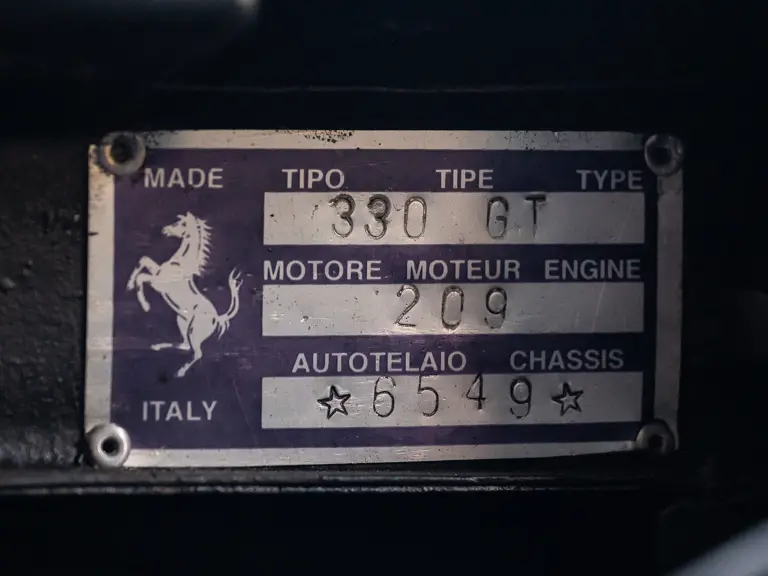 MADE TIPO TIPE TYPE
330 GT
MOTORE MOTEUR ENGINE
209
AUTOTELAIO CHASSIS
☆6549☆
ITALY